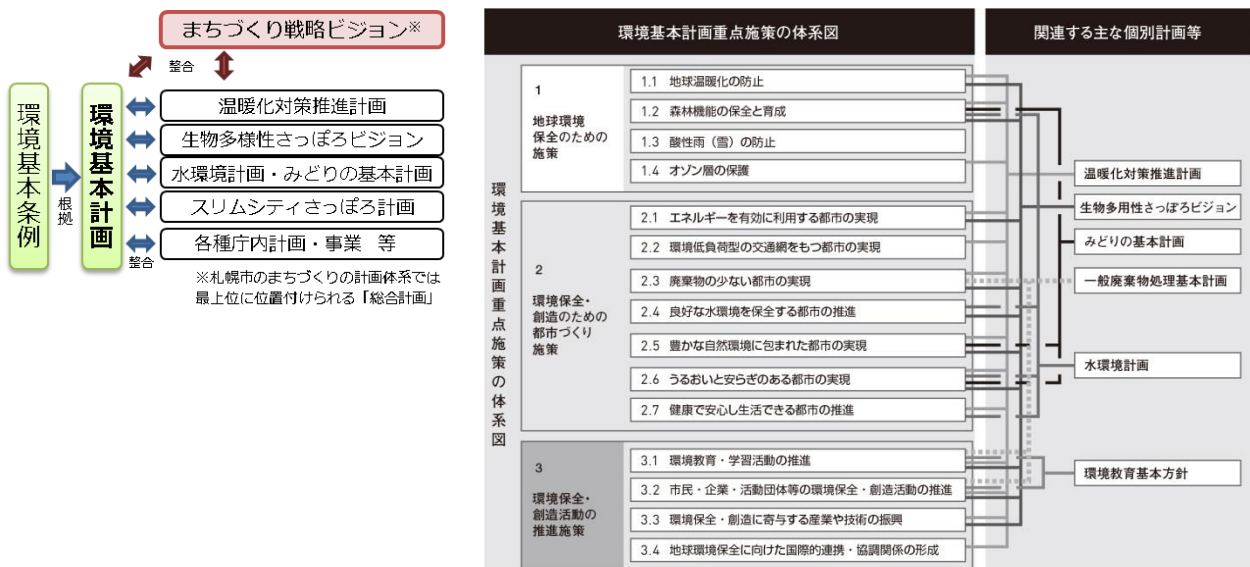 まちづくり戦略ビジョン※
整合
環境基本条例
根拠
環境基本計画
温暖化対策推進計画
生物多様性さっぽろビジョン
水環境計画・みどりの基本計画
スリムシティさっぽろ計画
各種庁内計画・事業 等
整合
※札幌市のまちづくりの計画体系では
最上位に位置付けられる「総合計画」
環境基本計画重点施策の体系図
関連する主な個別計画等
環境基本計画重点施策の体系図
1
地球環境
保全のための
施策
1.1 地球温暖化の防止
1.2 森林機能の保全と育成
1.3 酸性雨（雪）の防止
1.4 オゾン層の保護
2
環境保全・
創造のための
都市づくり
施策
2.1 エネルギーを有効に利用する都市の実現
2.2 環境低負荷型の交通網をもつ都市の実現
2.3 廃棄物の少ない都市の実現
2.4 良好な水環境を保全する都市の推進
2.5 豊かな自然環境に包まれた都市の実現
2.6 うるおいと安らぎのある都市の実現
2.7 健康で安心し生活できる都市の推進
3
環境保全・
創造活動の
推進施策
3.1 環境教育・学習活動の推進
3.2 市民・企業・活動団体等の環境保全・創造活動の推進
3.3 環境保全・創造に寄与する産業や技術の振興
3.4 地球環境保全に向けた国際的連携・協調関係の形成
温暖化対策推進計画
生物多用性さっぽろビジョン
みどりの基本計画
一般廃棄物処理基本計画
水環境計画
環境教育基本方針